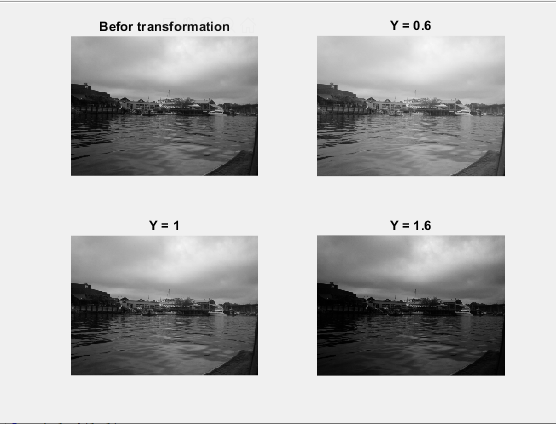 Befor transformation
Y = 0.6
Y = 1
Y = 1.6